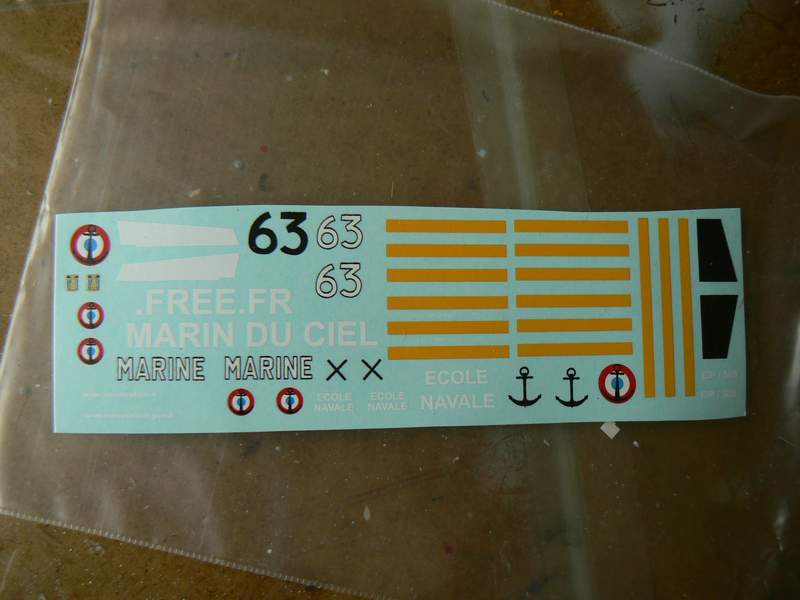 63 63
63
.FREE.FR
MARIN DU CIEL
MARINE MARINE X X
ECOLE
NAVALE
ECOLE
NAVALE
ECOLE
NAVALE